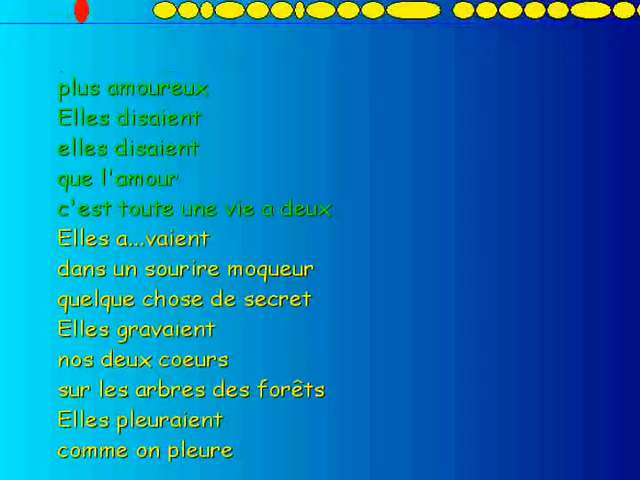 plus amoureux
Elles disaient
elles disaient
que l'amour
c'est toute une vie a deux
Elles a...vaient
dans un sourire moqueur
quelque chose de secret
Elles gravaient
nos deux coeurs
sur les arbres des forêts
Elles pleuraient
comme on pleure